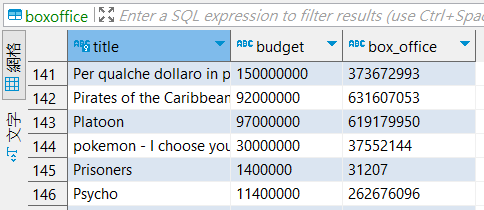 boxoffice Enter a SQL expression to filter results (use Ctrl+Spac
網格
文字
title budget box_office
141 Per qualche dollaro in p 150000000 373672993
142 Pirates of the Caribbean 92000000 631607053
143 Platoon 97000000 619179950
144 pokemon - I choose you 30000000 37552144
145 Prisoners 1400000 31207
146 Psycho 11400000 262676096